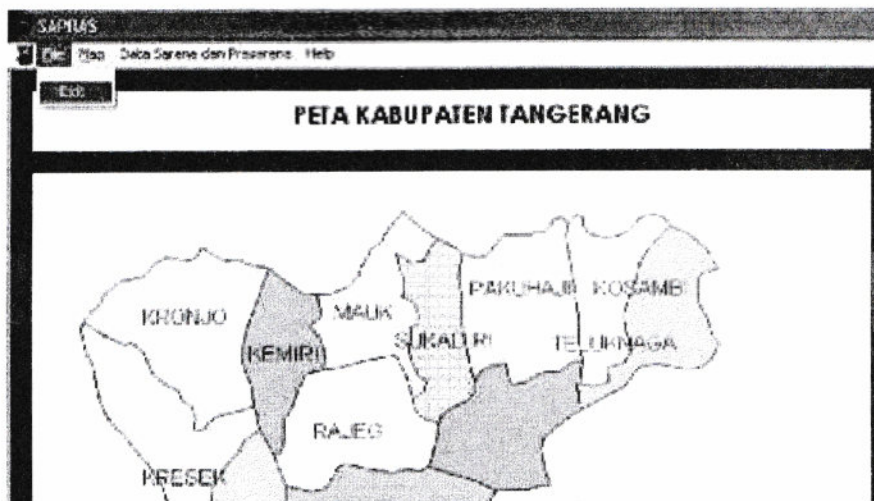 SAPRAS
File Map Data Sarana dan Prasarana Help
Exit
PETA KABUPATEN TANGERANG
KRONJO
KEMIRI
MAUK
SUKADIRI
PAKUHAJI
KOSAMBI
TELUKNAGA
RAJEG
KRESEK